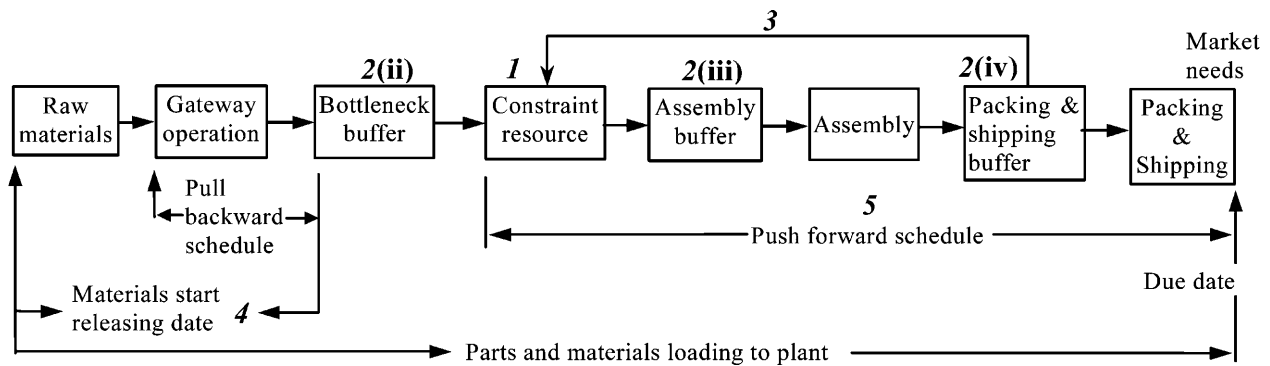 3
Market
needs
2(ii)
1
2(iii)
2(iv)
Raw
materials
Gateway
operation
Bottleneck
buffer
Constraint
resource
Assembly
buffer
Assembly
Packing &
shipping
buffer
Packing
&
Shipping
Pull
backward
schedule
5
Push forward schedule
Due date
Materials start
releasing date
4
Parts and materials loading to plant